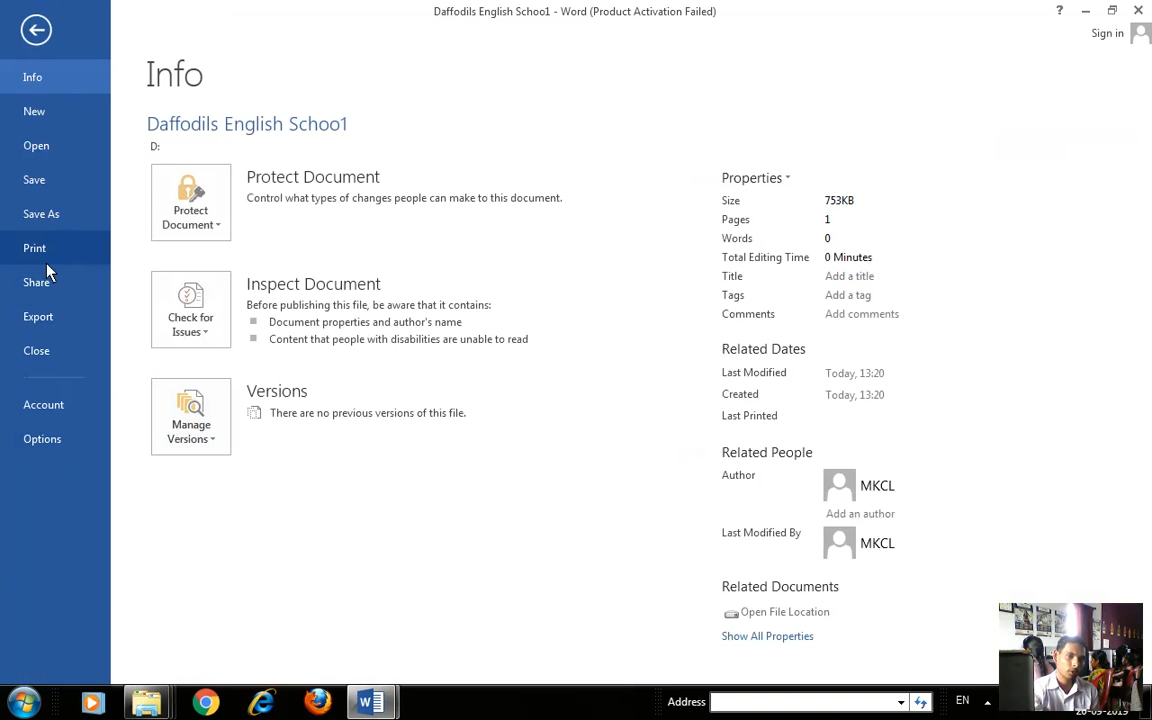 Daffodils English Schoo1 - Word (Product Activation Failed)
?
Sign in
Info
New
Open
Save
Save As
Print
Share
Export
Close
Account
Options
Info
Daffodils English Schoo1
D:
Protect Document
Protect Document
Control what types of changes people can make to this document.
Check for Issues
Inspect Document
Before publishing this file, be aware that it contains:
Document properties and author's name
Content that people with disabilities are unable to read
Manage Versions
Versions
There are no previous versions of this file.
Properties
Size 753KB
Pages 1
Words 0
Total Editing Time 0 Minutes
Title Add a title
Tags Add a tag
Comments Add comments
Related Dates
Last Modified Today, 13:20
Created Today, 13:20
Last Printed
Related People
Author MKCL
Add an author
Last Modified By MKCL
Related Documents
Open File Location
Show All Properties
Address
EN